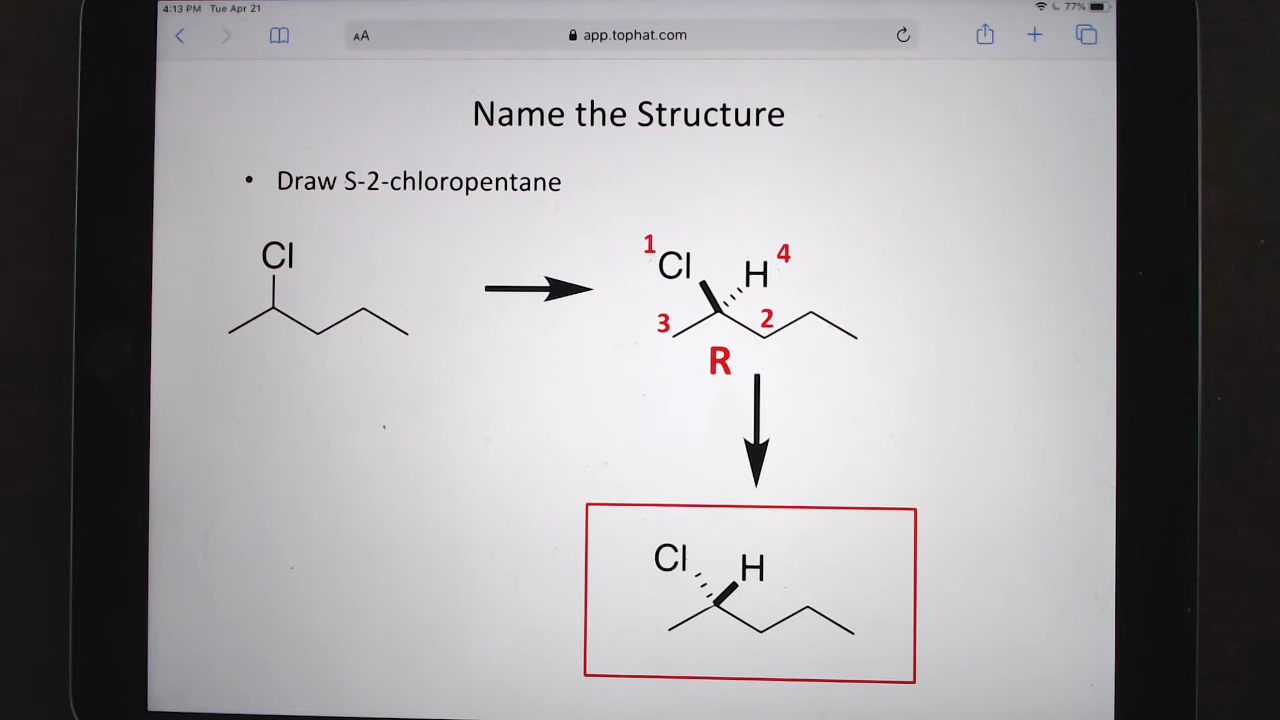 4:13 PM Tue Apr 21
77%
AA
app.tophat.com
Name the Structure
• Draw S-2-chloropentane
Cl
1
Cl
H
4
3
2
R
Cl
H